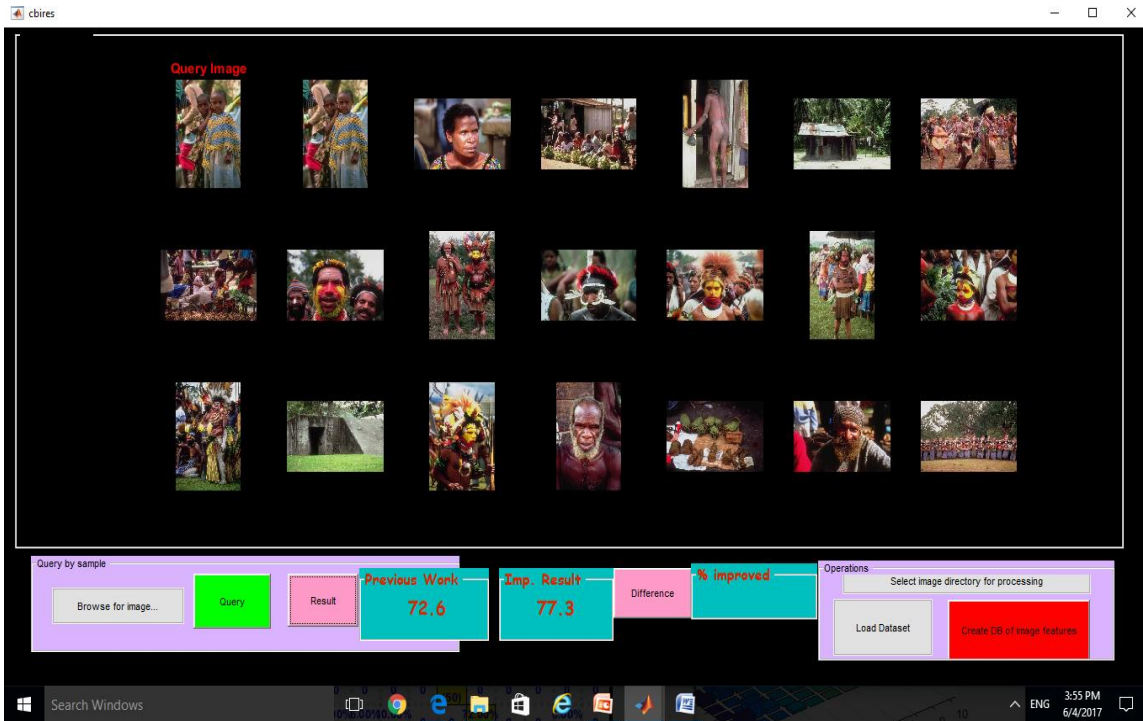 cbires
Query Image
Query by sample
Browse for image...
Query
Result
Previous Work
72.6
Imp. Result
77.3
Difference
% improved
Operations
Select image directory for processing
Load Dataset
Create DB of image features
Search Windows
ENG
3:55 PM
6/4/2017